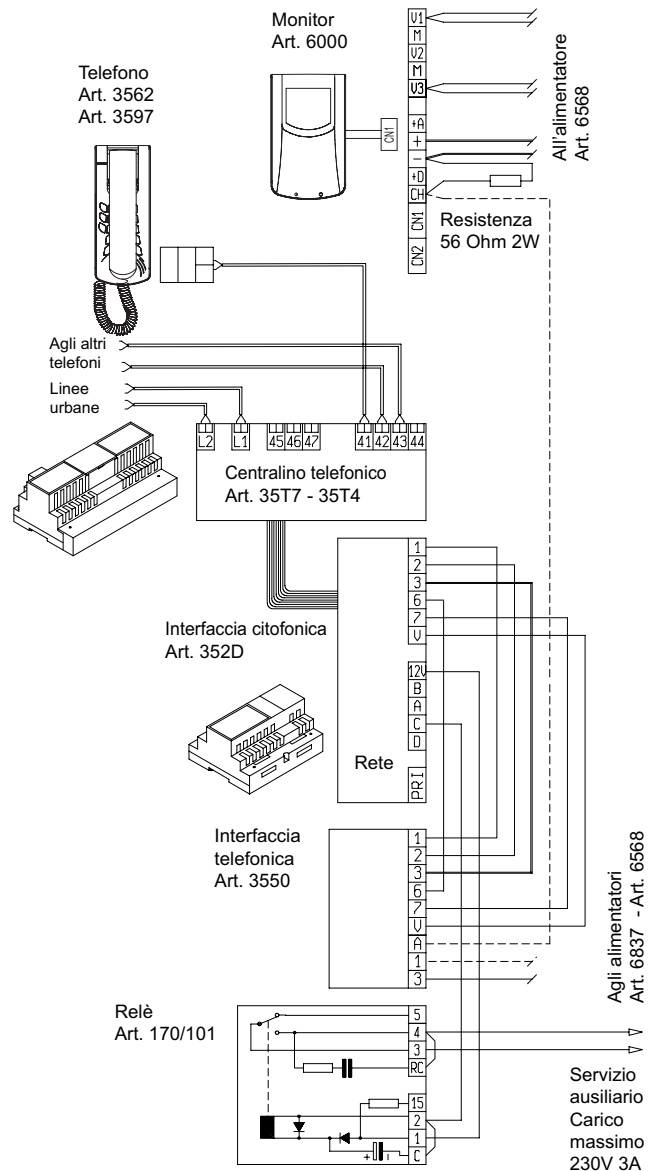 Monitor
Art. 6000
Telefono
Art. 3562
Art. 3597
V1
M
V2
M
V3
+A
+
−
+D
CH
CN1
CN2
CN1
All'alimentatore
Art. 6568
Resistenza
56 Ohm 2W
Agli altri
telefoni
Linee
urbane
L2 L1 45 46 47 41 42 43 44
Centralino telefonico
Art. 35T7 - 35T4
Interfaccia citofonica
Art. 352D
1
2
3
6
7
V
12V
B
A
C
D
PRI
Rete
Interfaccia
telefonica
Art. 3550
1
2
3
6
7
V
A
1
3
Agli alimentatori
Art. 6837 - Art. 6568
Relè
Art. 170/101
5
4
3
RC
15
2
1
C
+ -
Servizio
ausiliario
Carico
massimo
230V 3A